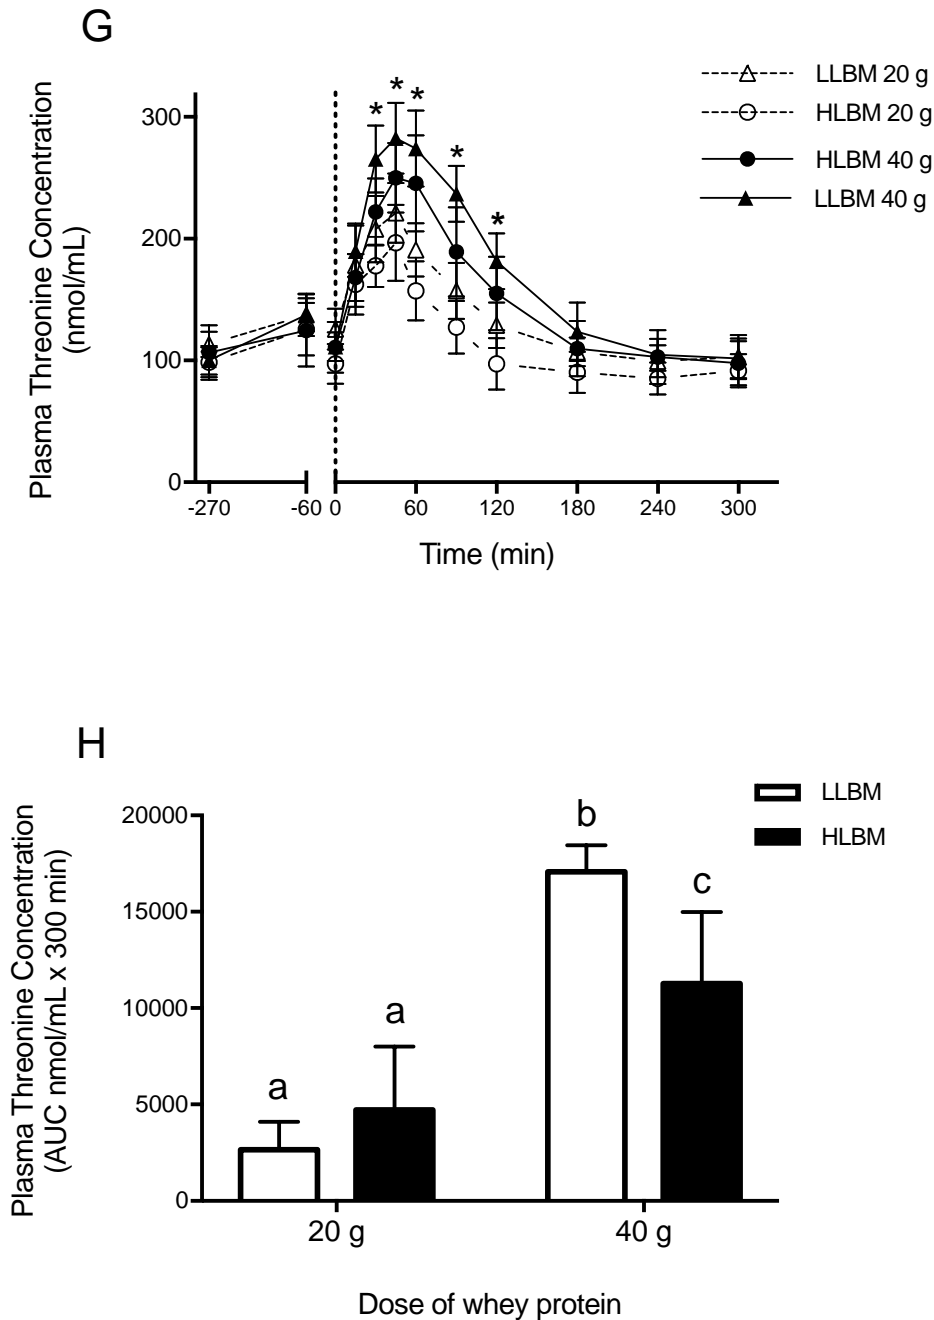 G
LLBM 20 g
HLBM 20 g
HLBM 40 g
LLBM 40 g
Plasma Threonine Concentration
(nmol/mL)
300
200
100
0
* * * * *
-270 -60 0 60 120 180 240 300
Time (min)
H
LLBM
HLBM
Plasma Threonine Concentration
(AUC nmol/mL x 300 min)
20000
15000
10000
5000
0
a a b c
20 g 40 g
Dose of whey protein